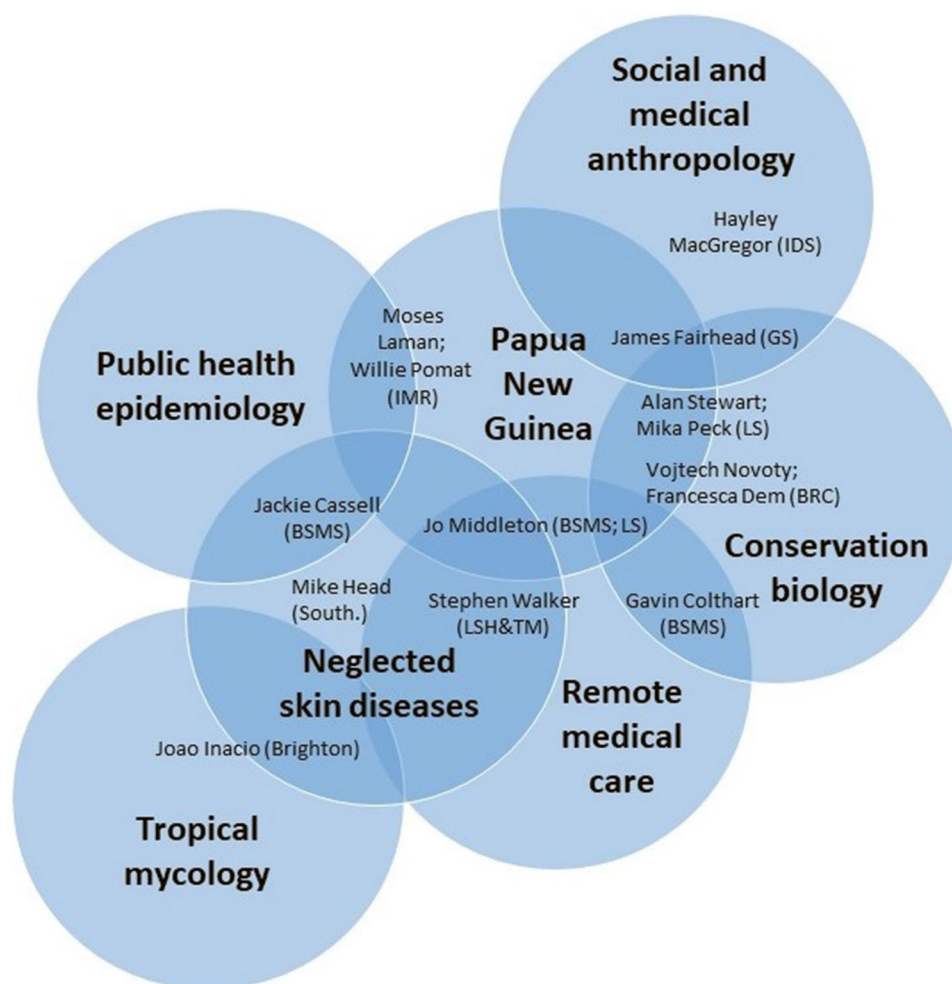 Social and
medical
anthropology
Hayley
MacGregor (IDS)
Moses
Laman;
Willie Pomat
(IMR)
Papua
New
Guinea
James Fairhead (GS)
Public health
epidemiology
Alan Stewart;
Mika Peck (LS)
Vojtech Novoty;
Francesca Dem (BRC)
Jackie Cassell
(BSMS)
Jo Middleton (BSMS; LS)
Conservation
biology
Mike Head
(South.)
Stephen Walker
(LSH&TM)
Gavin Colthart
(BSMS)
Neglected
skin diseases
Remote
medical
care
Joao Inacio (Brighton)
Tropical
mycology